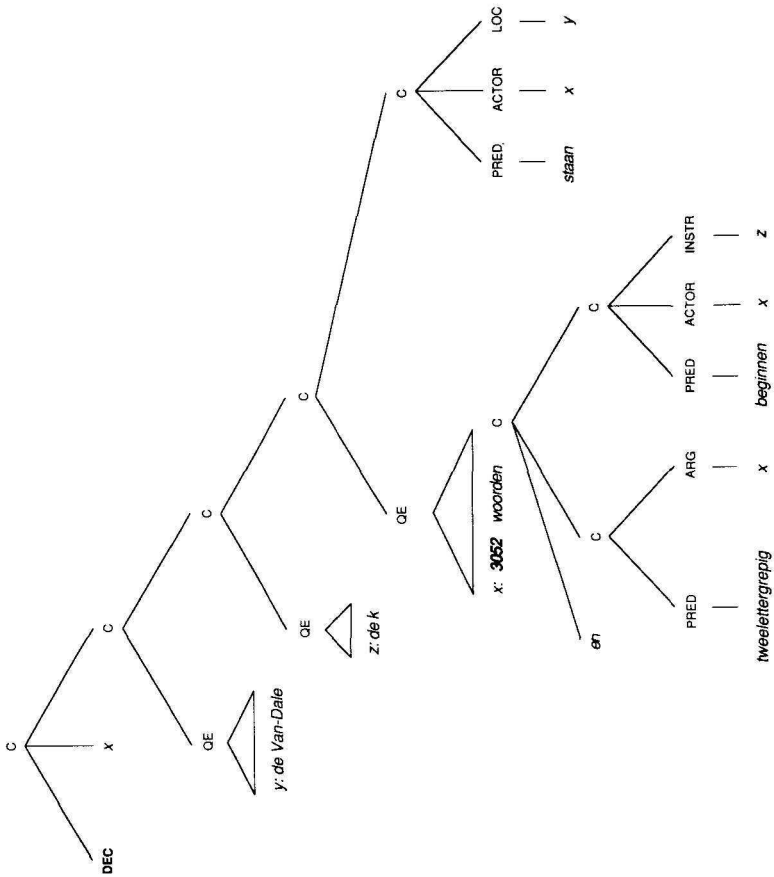 C
DEC x C
QE C
y: de Van-Dale
QE C
z: de k
QE C
x: 3052 woorden
PRED. ACTOR LOC
staan x y
C
en C C
PRED ARG PRED ACTOR INSTR
tweelettergrepig x beginnen x z